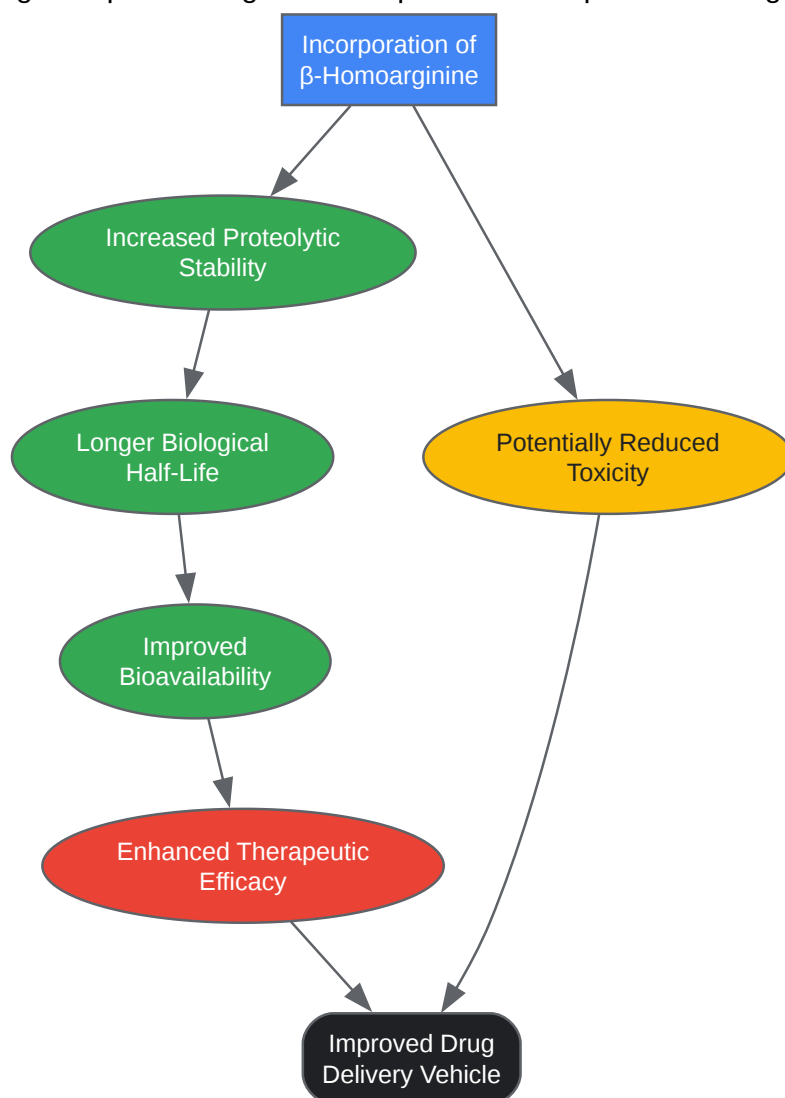 Incorporation of
β-Homoarginine
Increased Proteolytic
Stability
Longer Biological
Half-Life
Potentially Reduced
Toxicity
Improved
Bioavailability
Enhanced Therapeutic
Efficacy
Improved Drug
Delivery Vehicle